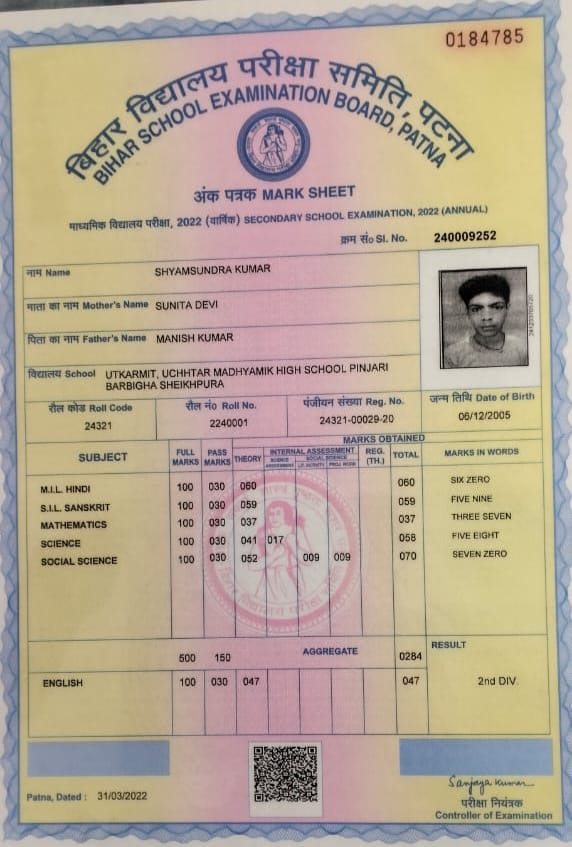 0184785
बिहार विद्यालय परीक्षा समिति, पटना
BIHAR SCHOOL EXAMINATION BOARD, PATNA
अंक पत्रक MARK SHEET
माध्यमिक विद्यालय परीक्षा, 2022 (वार्षिक) SECONDARY SCHOOL EXAMINATION, 2022 (ANNUAL)
क्रम सं० Sl. No. 240009252
नाम Name SHYAMSUNDRA KUMAR
माता का नाम Mother's Name SUNITA DEVI
पिता का नाम Father's Name MANISH KUMAR
विद्यालय School UTKARMIT, UCHHTAR MADHYAMIK HIGH SCHOOL PINJARI
BARBIGHA SHEIKHPURA
रौल कोड Roll Code रौल नं० Roll No. पंजीयन संख्या Reg. No. जन्म तिथि Date of Birth
24321 2240001 24321-00029-20 06/12/2005
MARKS OBTAINED
SUBJECT FULL MARKS PASS MARKS THEORY INTERNAL ASSESSMENT REG. (TH.) TOTAL MARKS IN WORDS
SCIENCE ASSESSMENT SOCIAL SCIENCE LIT. ACTIVITY PROJ. WORK
M.I.L. HINDI 100 030 060 060 SIX ZERO
S.I.L. SANSKRIT 100 030 059 059 FIVE NINE
MATHEMATICS 100 030 037 037 THREE SEVEN
SCIENCE 100 030 041 017 058 FIVE EIGHT
SOCIAL SCIENCE 100 030 052 009 009 070 SEVEN ZERO
500 150 AGGREGATE 0284 RESULT
ENGLISH 100 030 047 047 2nd DIV.
Patna, Dated : 31/03/2022
Sanjaya Kumar
परीक्षा नियंत्रक
Controller of Examination